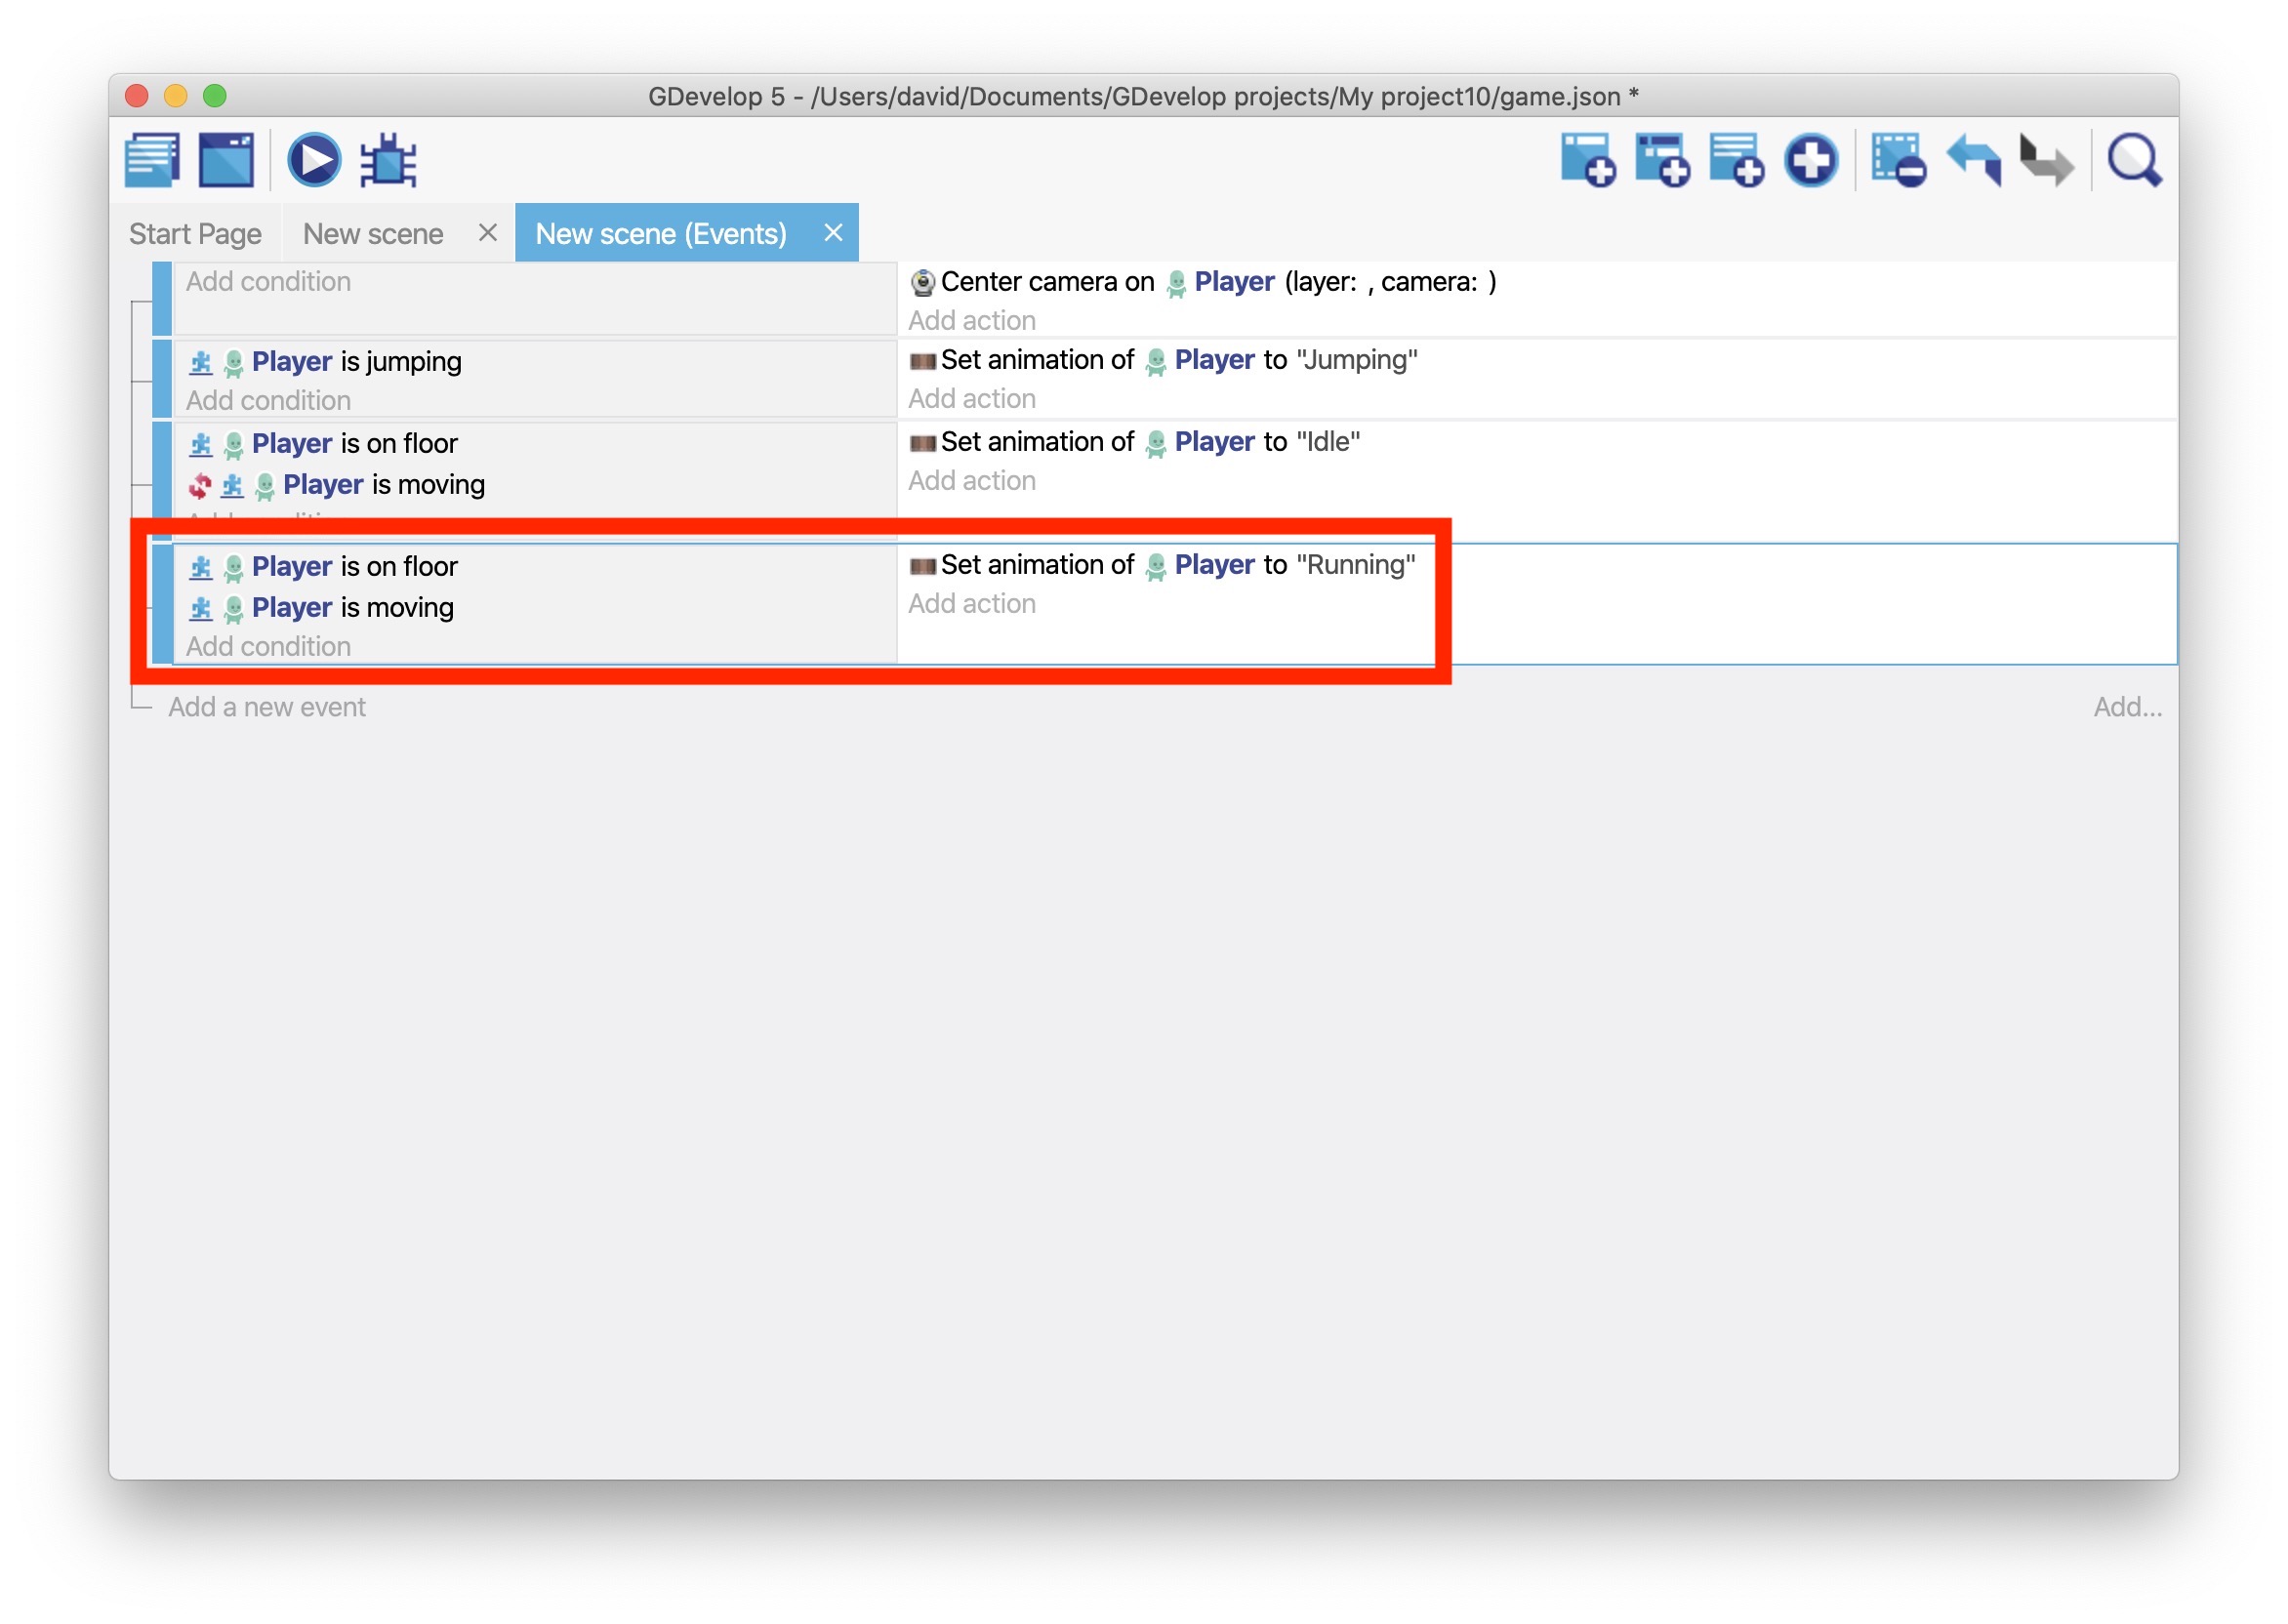 GDevelop 5 - /Users/david/Documents/GDevelop projects/My project10/game.json *
Start Page New scene New scene (Events)
Add condition
Center camera on Player (layer: , camera: )
Add action
Player is jumping
Add condition
Set animation of Player to "Jumping"
Add action
Player is on floor
Player is moving
Set animation of Player to "Idle"
Add action
Player is on floor
Player is moving
Add condition
Set animation of Player to "Running"
Add action
Add a new event
Add...